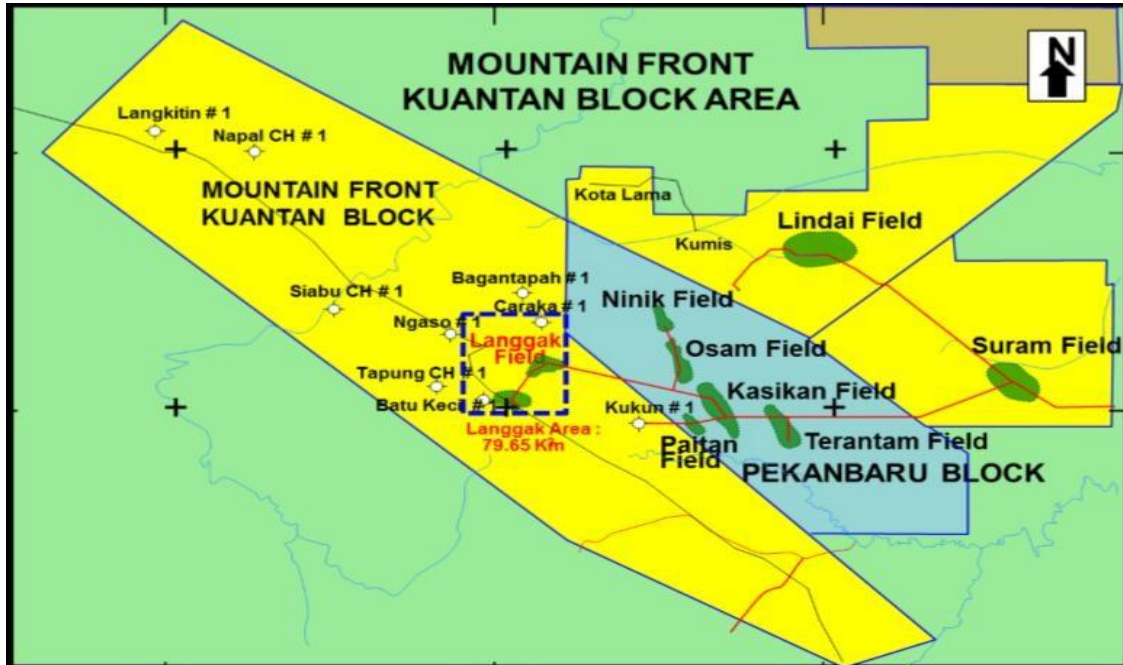 MOUNTAIN FRONT
KUANTAN BLOCK AREA
N
Langkitin # 1
Napal CH # 1
MOUNTAIN FRONT
KUANTAN BLOCK
Kota Lama
Kumis
Lindai Field
Bagantapah # 1
Siabu CH # 1
Caraka # 1
Ninik Field
Ngaso # 1
Langgak
Field
Osam Field
Suram Field
Tapung CH # 1
Kasikan Field
Batu Kecil # 1
Kukun # 1
Langgak Area :
79.65 Km2
Paitan
Field
Terantam Field
PEKANBARU BLOCK